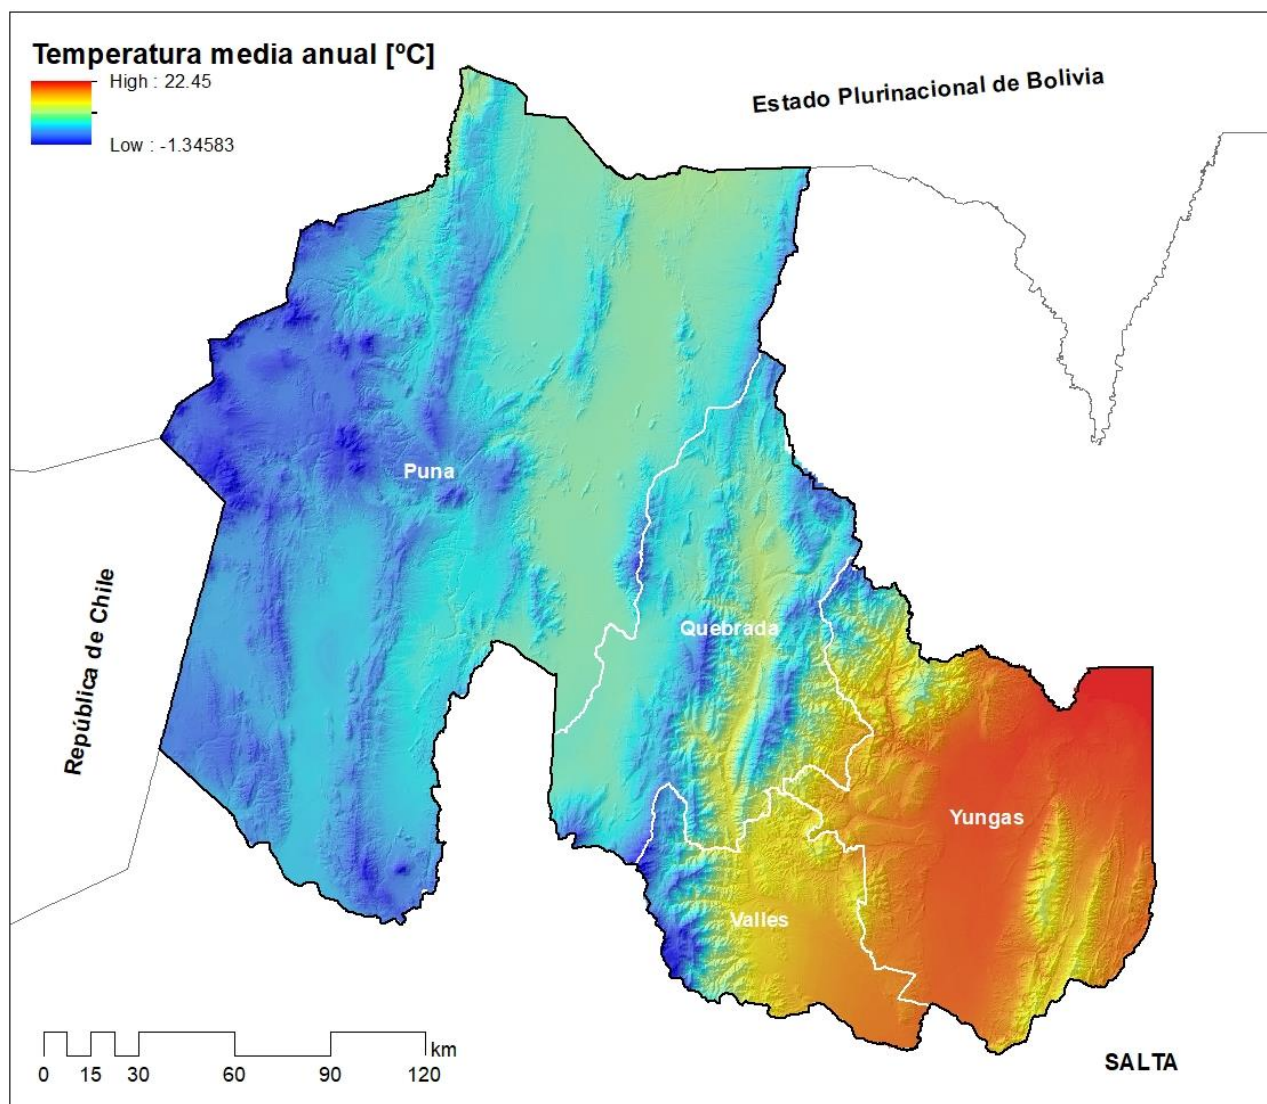 Temperatura media anual [ºC]
High : 22.45
Low : -1.34583
Estado Plurinacional de Bolivia
Puna
República de Chile
Quebrada
Yungas
Valles
km
0 15 30 60 90 120
SALTA